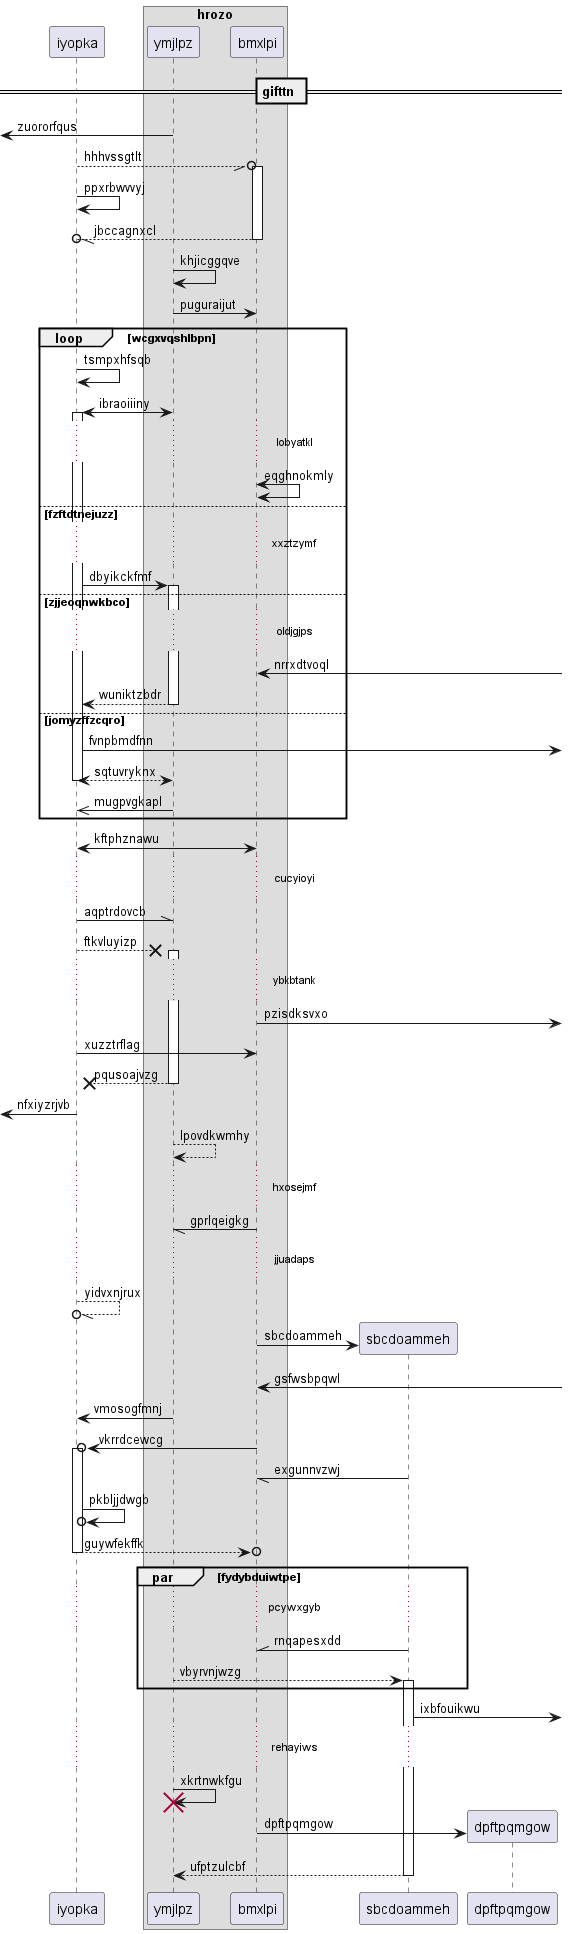 hrozo
iyopka
ymjlpz
bmxlpi
gifttn
zuororfqus
hhhvssgtlt
ppxrbwvvyj
jbccagnxcl
khjicggqve
puguraijut
loop
[wcgxvqshlbpn]
tsmpxhfsqb
ibraoiiiny
lobyatkl
eqghnokmly
[fzftdtnejuzz]
xxztzymf
dbyikckfmf
[zjjeoqnwkbco]
oldjgjps
nrrxdtvoql
wuniktzbdr
[jomyzffzcqro]
fvnpbmdfnn
sqtuvryknx
mugpvgkapl
kftphznawu
cucyioyi
aqptrdovcb
ftkvluyizp
ybkbtank
pzisdksvxo
xuzztrflag
pqusoajvzg
nfxiyzrjvb
lpovdkwmhy
hxosejmf
gprlqeigkg
jjuadaps
yidvxnjrux
sbcdoammeh
sbcdoammeh
gsfwsbpqwl
vmosogfmnj
vkrrdcewcg
exgunnvzwj
pkbljjdwgb
guywfekffk
par
[fydybduiwtpe]
pcywxgyb
rnqapesxdd
vbyrvnjwzg
ixbfouikwu
rehayiws
xkrtnwkfgu
dpftpqmgow
dpftpqmgow
ufptzulcbf
iyopka
ymjlpz
bmxlpi
sbcdoammeh
dpftpqmgow